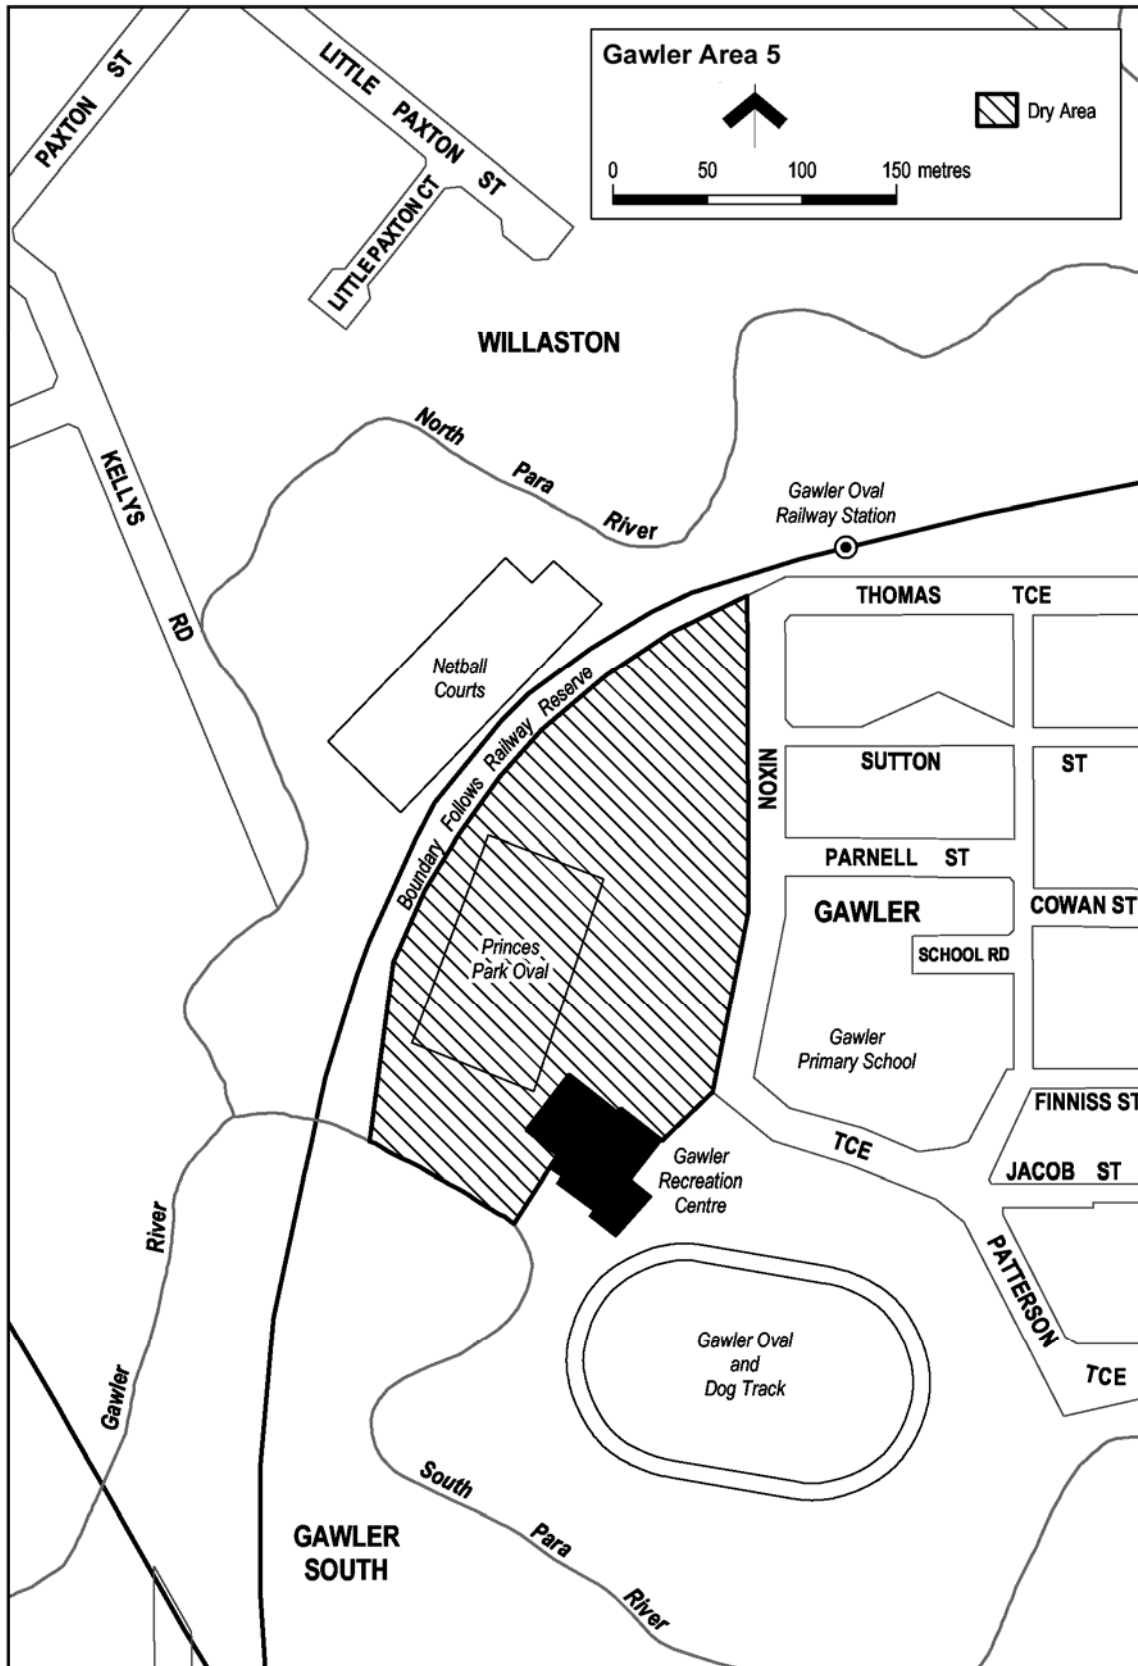 Gawler Area 5
Dry Area
0 50 100 150 metres
PAXTON ST
LITTLE PAXTON ST
LITTLE PAXTON CT
WILLASTON
KELLYS RD
North Para River
Gawler Oval
Railway Station
THOMAS TCE
Netball
Courts
Boundary Follows Railway Reserve
NIXON
SUTTON ST
PARNELL ST
GAWLER
COWAN ST
SCHOOL RD
Princes
Park Oval
Gawler
Primary School
FINNISS ST
TCE
JACOB ST
Gawler
Recreation
Centre
Gawler River
PATTERSON
TCE
Gawler Oval
and
Dog Track
South Para River
GAWLER
SOUTH